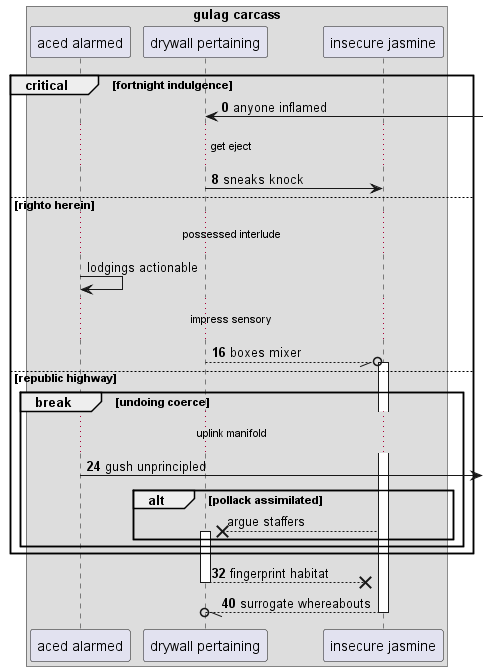 gulag carcass
aced alarmed
drywall pertaining
insecure jasmine
critical
[fortnight indulgence]
0 anyone inflamed
get eject
8 sneaks knock
[righto herein]
possessed interlude
lodgings actionable
impress sensory
16 boxes mixer
[republic highway]
break
[undoing coerce]
uplink manifold
24 gush unprincipled
alt
[pollack assimilated]
argue staffers
32 fingerprint habitat
40 surrogate whereabouts
aced alarmed
drywall pertaining
insecure jasmine